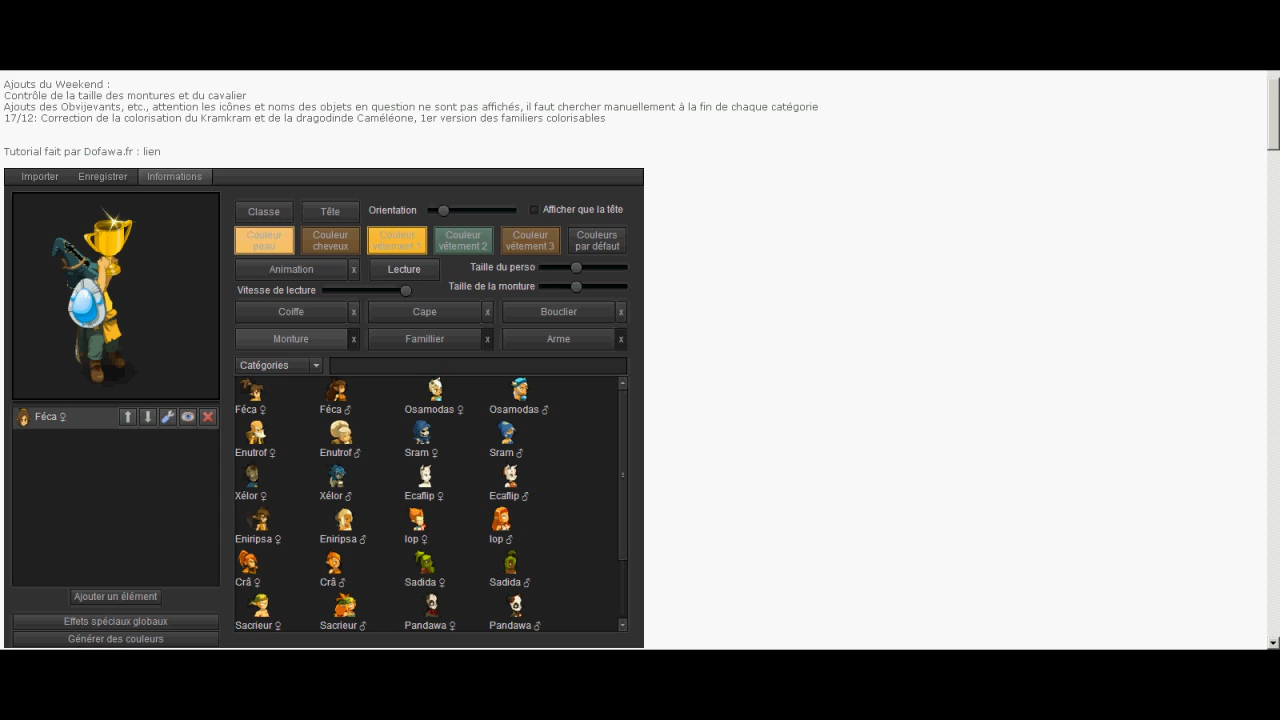 Ajouts du Weekend :
Contrôle de la taille des montures et du cavalier
Ajouts des Obvijevants, etc., attention les icônes et noms des objets en question ne sont pas affichés, il faut chercher manuellement à la fin de chaque catégorie
17/12: Correction de la colorisation du Kramkram et de la dragodinde Caméléone, 1er version des familiers colorisables
Tutorial fait par Dofawa.fr : lien
Importer Enregistrer Informations
Classe Tête Orientation Afficher que la tête
Couleur peau
Couleur cheveux
Couleur vêtement 1
Couleur vêtement 2
Couleur vêtement 3
Couleurs par défaut
Animation x Lecture Taille du perso
Vitesse de lecture Taille de la monture
Coiffe x Cape x Bouclier x
Monture x Famillier x Arme x
Catégories
Féca ♀
Féca ♀ Féca ♂ Osamodas ♀ Osamodas ♂
Enutrof ♀ Enutrof ♂ Sram ♀ Sram ♂
Xélor ♀ Xélor ♂ Ecaflip ♀ Ecaflip ♂
Eniripsa ♀ Eniripsa ♂ Iop ♀ Iop ♂
Crâ ♀ Crâ ♂ Sadida ♀ Sadida ♂
Sacrieur ♀ Sacrieur ♂ Pandawa ♀ Pandawa ♂
Ajouter un élément
Effets spéciaux globaux
Générer des couleurs